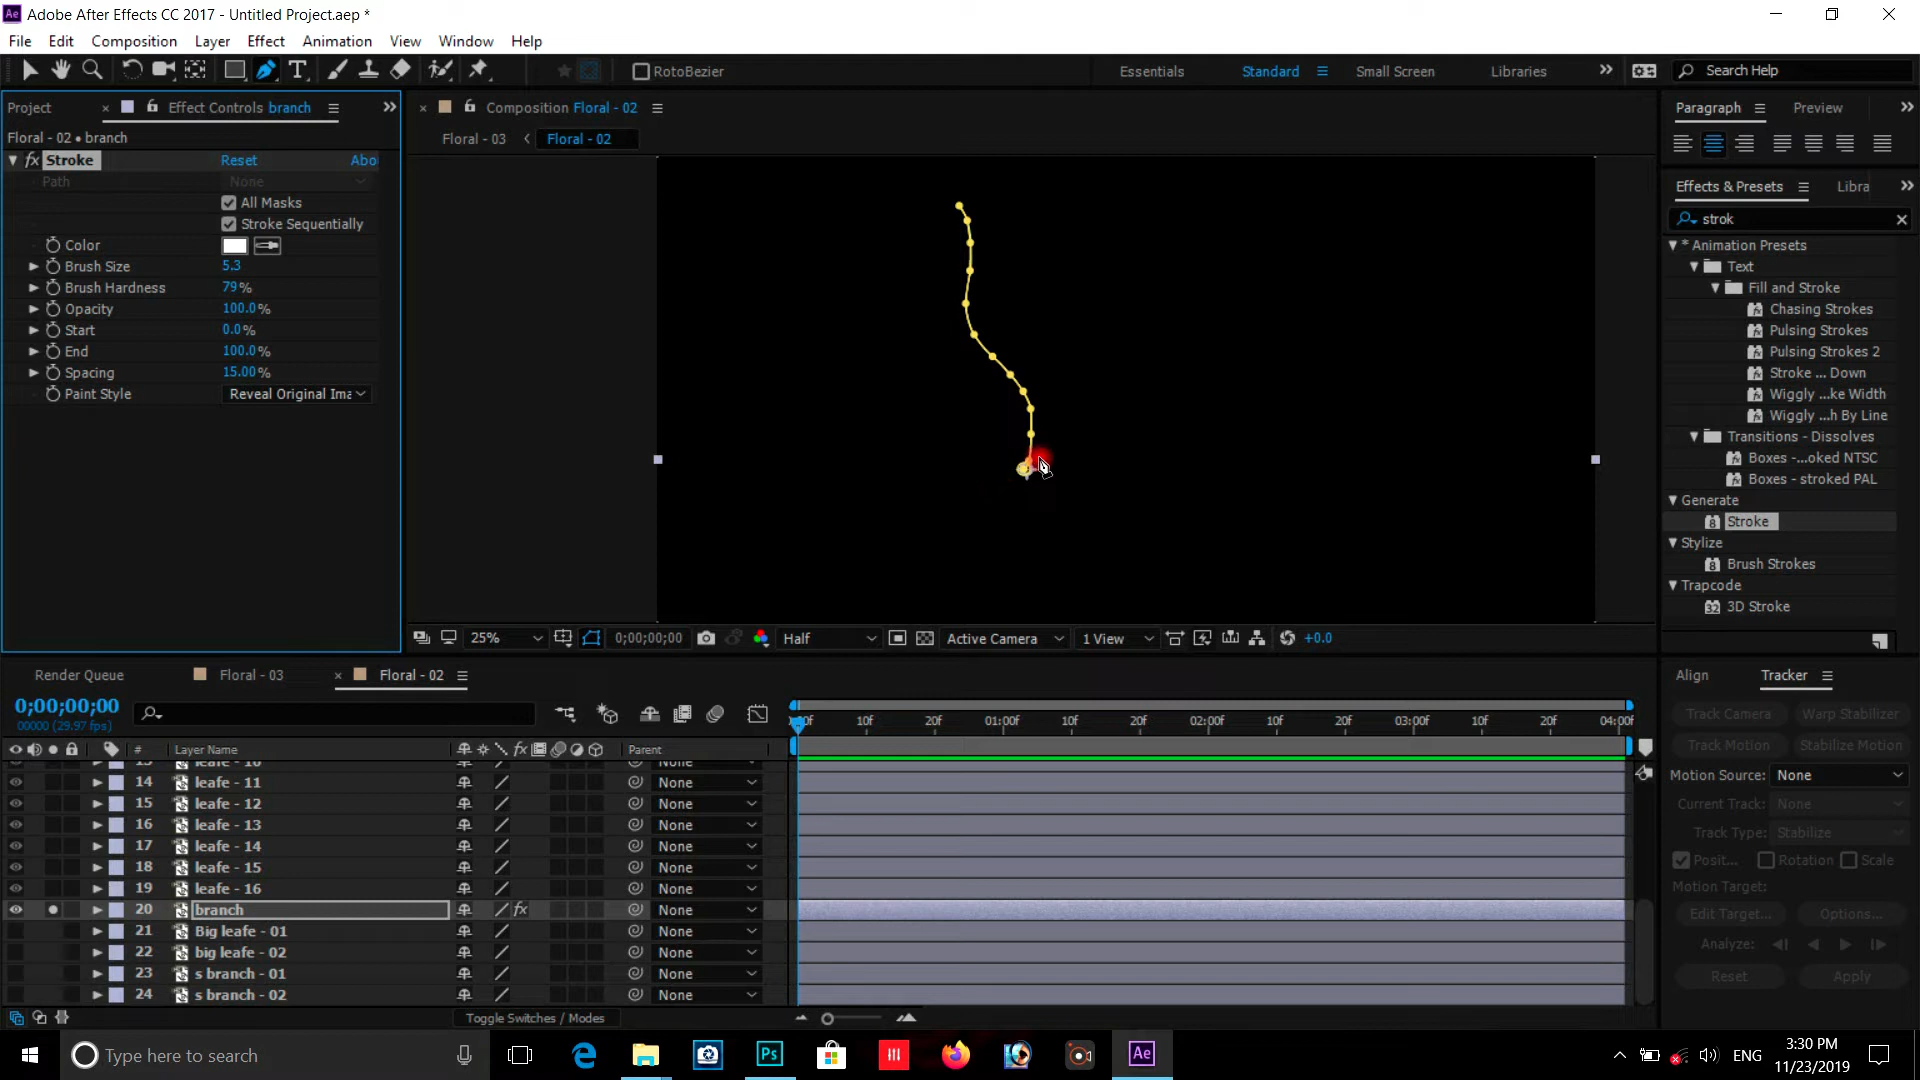 Adobe After Effects CC 2017 - Untitled Project.aep *
File Edit Composition Layer Effect Animation View Window Help
RotoBezier
Essentials Standard Small Screen Libraries
Search Help
Project Effect Controls branch
Floral - 02 • branch
fx Stroke Reset Abo
Path None
All Masks
Stroke Sequentially
Color
Brush Size 5.3
Brush Hardness 79%
Opacity 100.0%
Start 0.0%
End 100.0%
Spacing 15.00%
Paint Style Reveal Original Ima
Composition Floral - 02
Floral - 03 Floral - 02
25% 0;00;00;00 Half Active Camera 1 View +0.0
Paragraph Preview
Effects & Presets Libra
strok
* Animation Presets
Text
Fill and Stroke
Chasing Strokes
Pulsing Strokes
Pulsing Strokes 2
Stroke ... Down
Wiggly ...ke Width
Wiggly ...h By Line
Transitions - Dissolves
Boxes -...oked NTSC
Boxes - stroked PAL
Generate
Stroke
Stylize
Brush Strokes
Trapcode
3D Stroke
Render Queue Floral - 03 Floral - 02
0;00;00;00
00000 (29.97 fps)
10f 20f 01:00f 10f 20f 02:00f 10f 20f 03:00f 10f 20f 04:00f
# Layer Name Parent
leafe - 10 None
14 leafe - 11 None
15 leafe - 12 None
16 leafe - 13 None
17 leafe - 14 None
18 leafe - 15 None
19 leafe - 16 None
20 branch fx None
21 Big leafe - 01 None
22 big leafe - 02 None
23 s branch - 01 None
24 s branch - 02 None
Toggle Switches / Modes
Align Tracker
Track Camera Warp Stabilizer
Track Motion Stabilize Motion
Motion Source: None
Current Track: None
Track Type: Stabilize
Posit... Rotation Scale
Motion Target:
Edit Target... Options...
Analyze:
Reset Apply
Type here to search
Ps
Ae
ENG
3:30 PM
11/23/2019